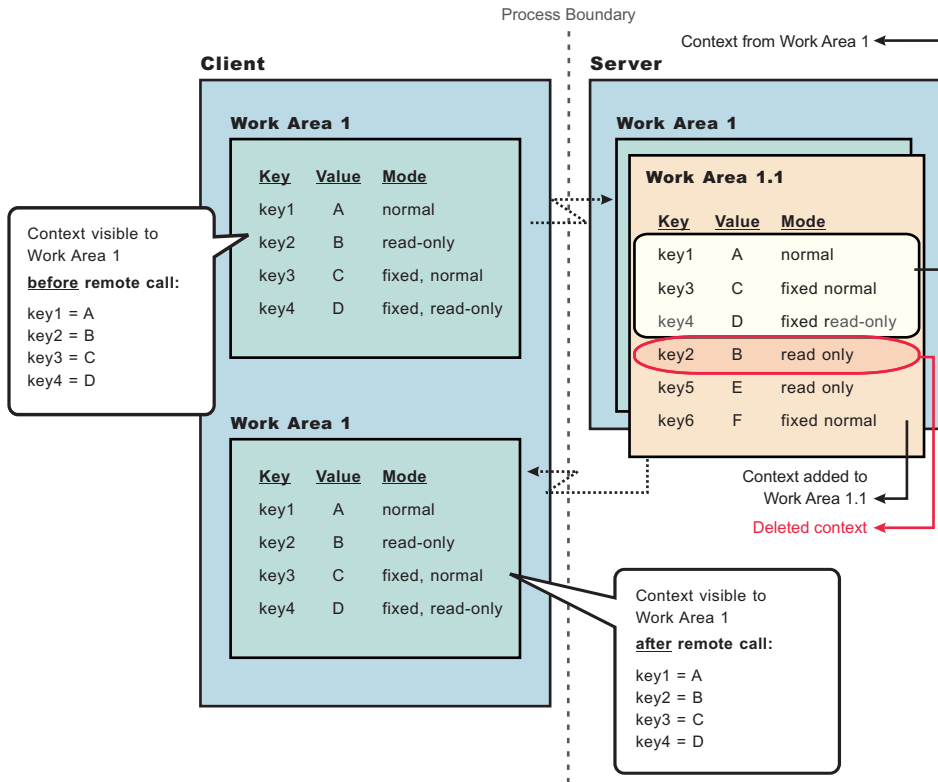 Process Boundary
Context from Work Area 1
Client
Server
Work Area 1
Key Value Mode
key1 A normal
key2 B read-only
key3 C fixed, normal
key4 D fixed, read-only
Context visible to
Work Area 1
before remote call:
key1 = A
key2 = B
key3 = C
key4 = D
Work Area 1
Work Area 1.1
Key Value Mode
key1 A normal
key3 C fixed normal
key4 D fixed read-only
key2 B read only
key5 E read only
key6 F fixed normal
Context added to
Work Area 1.1
Deleted context
Work Area 1
Key Value Mode
key1 A normal
key2 B read-only
key3 C fixed, normal
key4 D fixed, read-only
Context visible to
Work Area 1
after remote call:
key1 = A
key2 = B
key3 = C
key4 = D